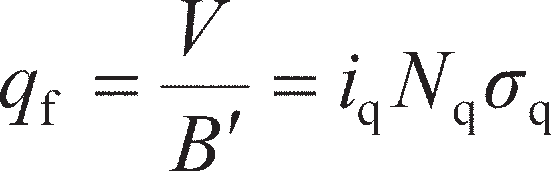 q_f = V/B′ = i_q N_q σ_q